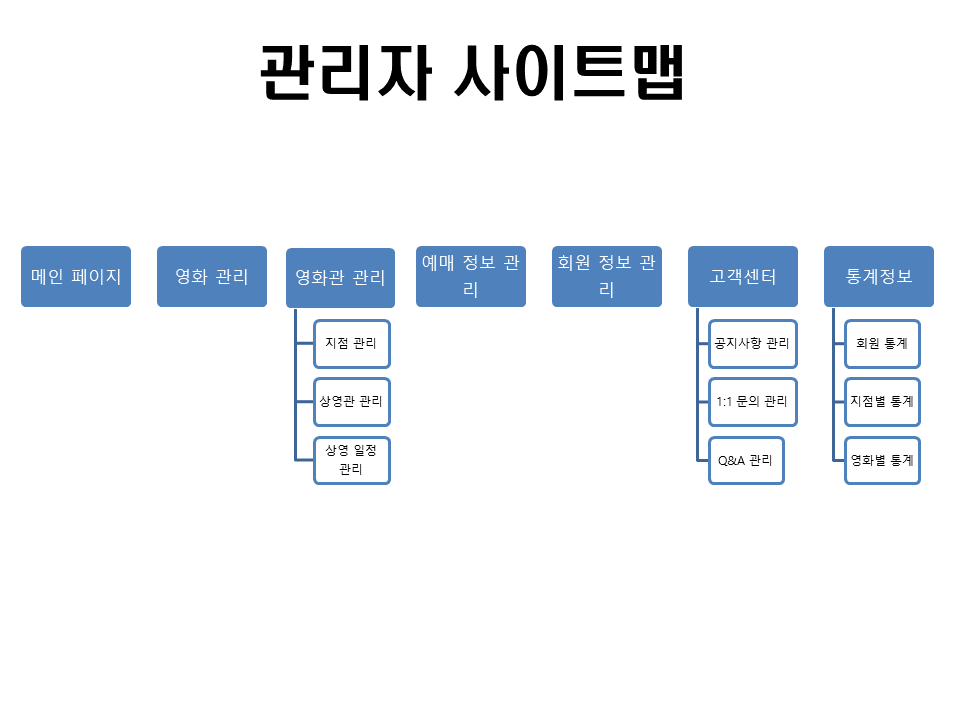 관리자 사이트맵
메인 페이지
영화 관리
영화관 관리
예매 정보 관
리
회원 정보 관
리
고객센터
통계정보
지점 관리
상영관 관리
상영 일정
관리
공지사항 관리
1:1 문의 관리
Q&A 관리
회원 통계
지점별 통계
영화별 통계